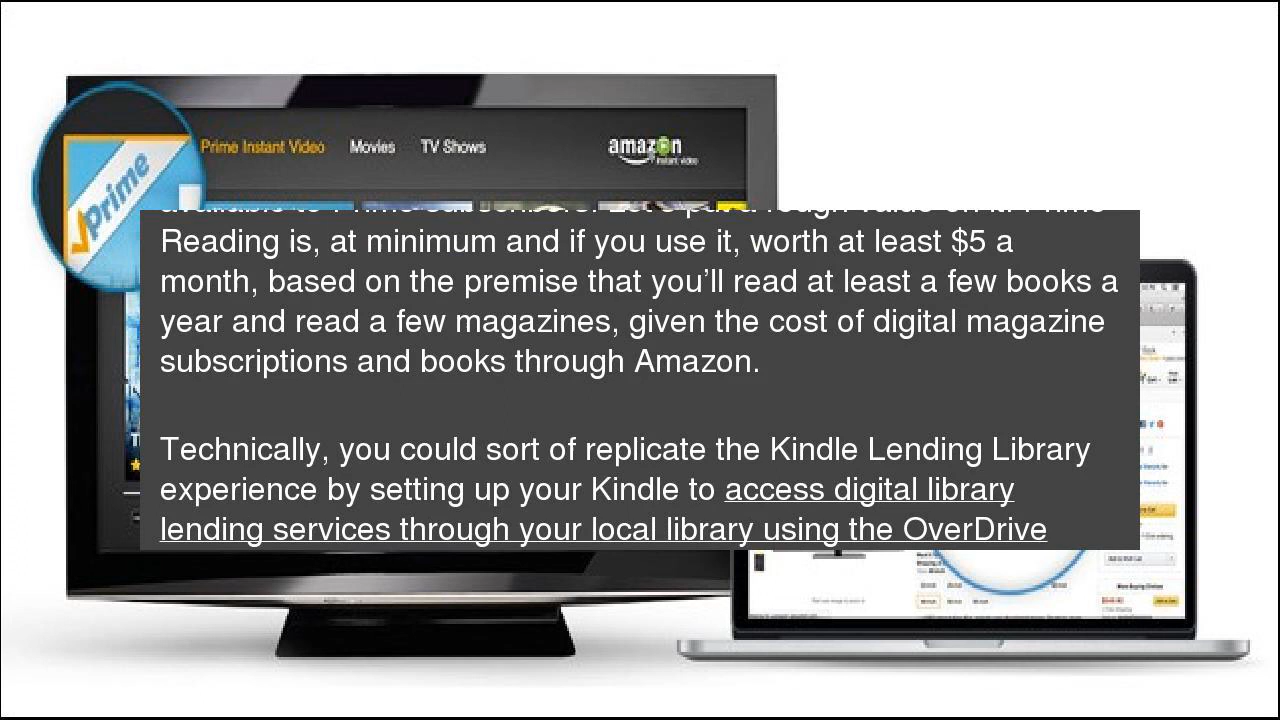 Prime
Prime Instant Video Movies TV Shows
amazon
instant video
Reading is, at minimum and if you use it, worth at least $5 a
month, based on the premise that you’ll read at least a few books a
year and read a few magazines, given the cost of digital magazine
subscriptions and books through Amazon.
Technically, you could sort of replicate the Kindle Lending Library
experience by setting up your Kindle to access digital library
lending services through your local library using the OverDrive